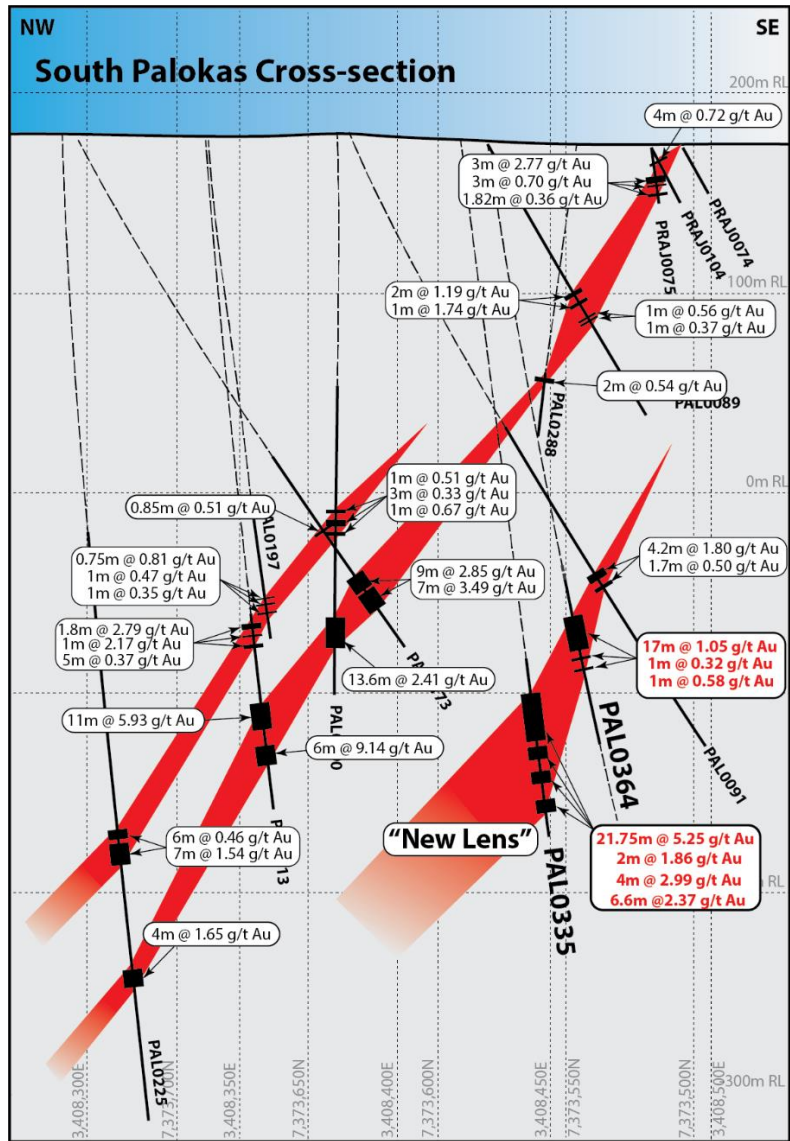 NW
SE
South Palokas Cross-section
200m RL
4m @ 0.72 g/t Au
3m @ 2.77 g/t Au
3m @ 0.70 g/t Au
1.82m @ 0.36 g/t Au
PRAJ0074
PRAJ0104
PRAJ0075
100m RL
2m @ 1.19 g/t Au
1m @ 1.74 g/t Au
1m @ 0.56 g/t Au
1m @ 0.37 g/t Au
2m @ 0.54 g/t Au
PAL0089
PAL0288
0m RL
1m @ 0.51 g/t Au
3m @ 0.33 g/t Au
1m @ 0.67 g/t Au
0.85m @ 0.51 g/t Au
AL0197
4.2m @ 1.80 g/t Au
1.7m @ 0.50 g/t Au
0.75m @ 0.81 g/t Au
1m @ 0.47 g/t Au
1m @ 0.35 g/t Au
9m @ 2.85 g/t Au
7m @ 3.49 g/t Au
1.8m @ 2.79 g/t Au
1m @ 2.17 g/t Au
5m @ 0.37 g/t Au
17m @ 1.05 g/t Au
1m @ 0.32 g/t Au
1m @ 0.58 g/t Au
13.6m @ 2.41 g/t Au
73
11m @ 5.93 g/t Au
6m @ 9.14 g/t Au
PAL0364
PAL0091
6m @ 0.46 g/t Au
7m @ 1.54 g/t Au
13
"New Lens"
PAL0335
21.75m @ 5.25 g/t Au
2m @ 1.86 g/t Au
4m @ 2.99 g/t Au
6.6m @2.37 g/t Au
RL
4m @ 1.65 g/t Au
PAL0225
-300m RL
3,408,300E
7,373,700N
3,408,350E
7,373,650N
3,408,400E
7,373,600N
3,408,450E
7,373,550N
7,373,500N
3,408,500E